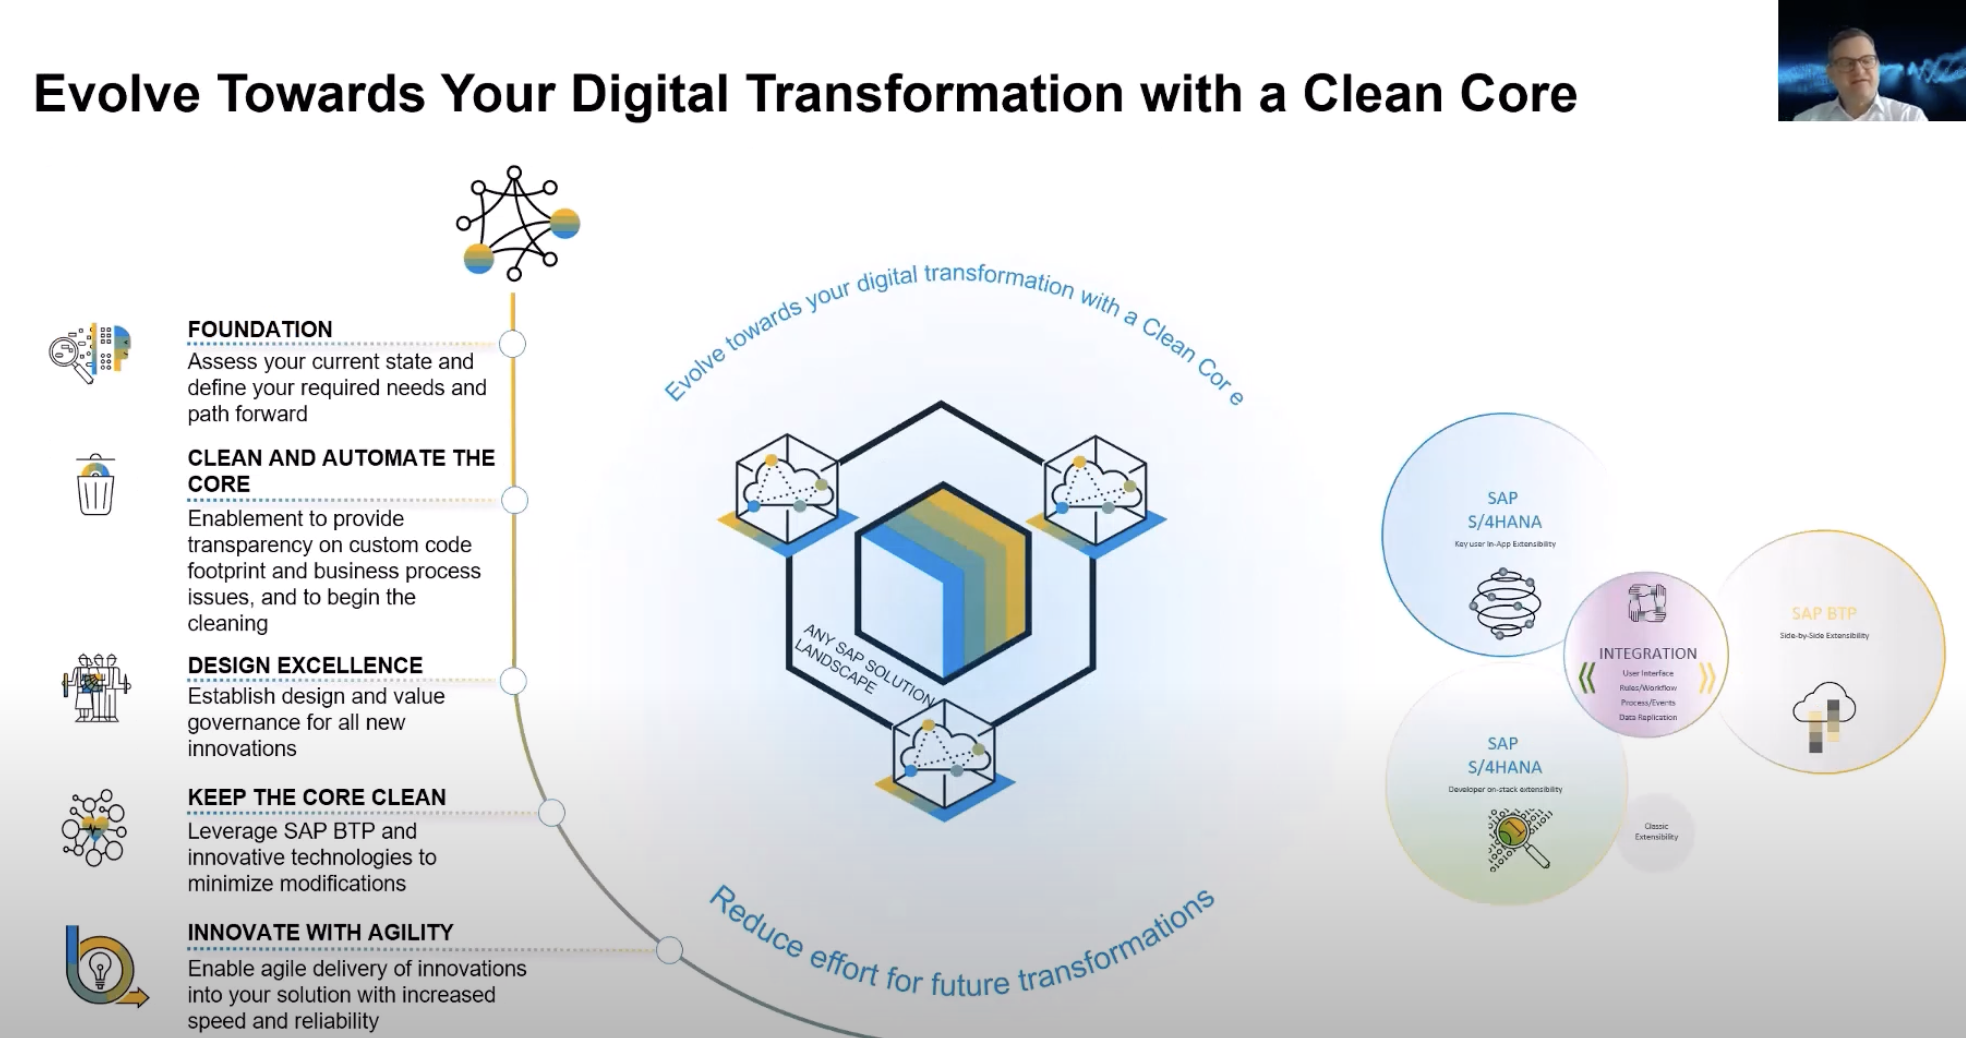 Evolve Towards Your Digital Transformation with a Clean Core
FOUNDATION
Assess your current state and
define your required needs and
path forward
CLEAN AND AUTOMATE THE
CORE
Enablement to provide
transparency on custom code
footprint and business process
issues, and to begin the
cleaning
DESIGN EXCELLENCE
Establish design and value
governance for all new
innovations
KEEP THE CORE CLEAN
Leverage SAP BTP and
innovative technologies to
minimize modifications
INNOVATE WITH AGILITY
Enable agile delivery of innovations
into your solution with increased
speed and reliability
Evolve towards your digital transformation with a Clean Cor e
ANY SAP SOLUTION
LANDSCAPE
Reduce effort for future transformations
SAP
S/4HANA
Key user In-App Extensibility
INTEGRATION
User Interface
Rules/Workflow
Process/Events
Data Replication
SAP BTP
Side-by-Side Extensibility
SAP
S/4HANA
Developer on-stack extensibility
Classic
Extensibility